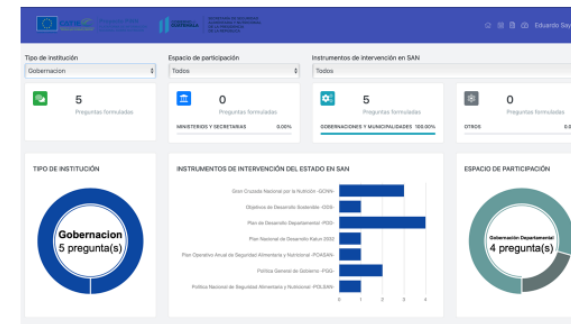 GUATEMALA
Eduardo Say
Tipo de institución
Espacio de participación
Instrumentos de intervención en SAN
Gobernacion
Todos
Todos
5
Preguntas formuladas
0
Preguntas formuladas
MINISTERIOS Y SECRETARIAS 0.00%
5
Preguntas formuladas
GOBERNACIONES Y MUNICIPALIDADES 100.00%
0
Preguntas formuladas
OTROS
TIPO DE INSTITUCIÓN
Gobernacion
5 pregunta(s)
INSTRUMENTOS DE INTERVENCIÓN DEL ESTADO EN SAN
Gran Cruzada Nacional por la Nutrición -GCNN-
Objetivos de Desarrollo Sostenible -ODS-
Plan de Desarrollo Departamental -PDD-
Plan Nacional de Desarrollo Katun 2032
Plan Operativo Anual de Seguridad Alimentaria y Nutricional -POASAN-
Política General de Gobierno -PGG-
Política Nacional de Seguridad Alimentaria y Nutricional -POLSAN-
0 1 2 3 4
ESPACIO DE PARTICIPACIÓN
Gobernación Departamental
4 pregunta(s)